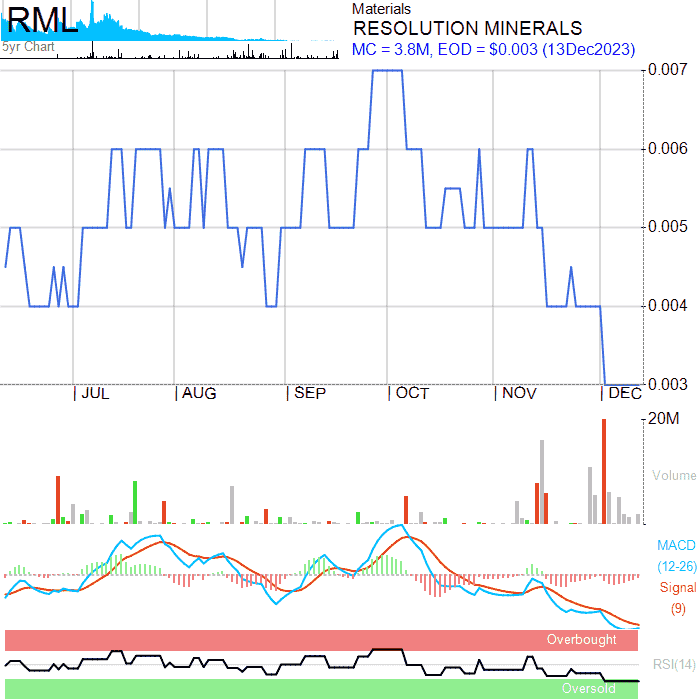 RML
5yr Chart
Materials
RESOLUTION MINERALS
MC = 3.8M, EOD = $0.003 (13Dec2023)
0.007
0.006
0.005
0.004
0.003
JUL
AUG
SEP
OCT
NOV
DEC
20M
Volume
MACD
(12-26)
Signal
(9)
Overbought
RSI(14)
Oversold